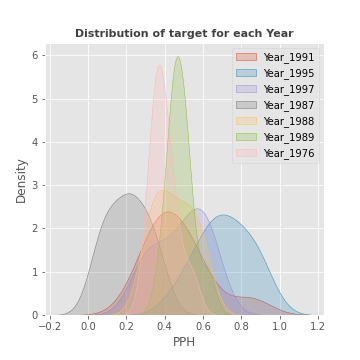 Distribution of target for each Year
Year_1991
Year_1995
Year_1997
Year_1987
Year_1988
Year_1989
Year_1976
Density
6
5
4
3
2
1
0
−0.2 0.0 0.2 0.4 0.6 0.8 1.0 1.2
PPH